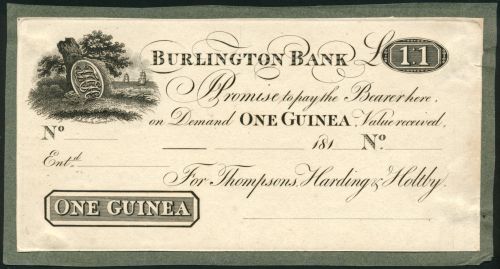 BURLINGTON BANK £ 1 1
I Promise to pay the Bearer here,
on Demand ONE GUINEA Value received,
No 181 No.
Entd.
For Thompsons, Harding & Holtby.
ONE GUINEA